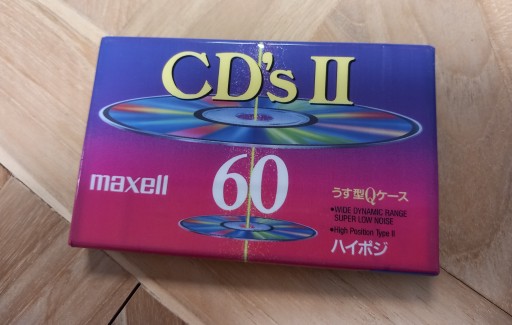 CD's II
maxell
60
うす型Qケース
•WIDE DYNAMIC RANGE
SUPER LOW NOISE
•High Position Type II
ハイポジ